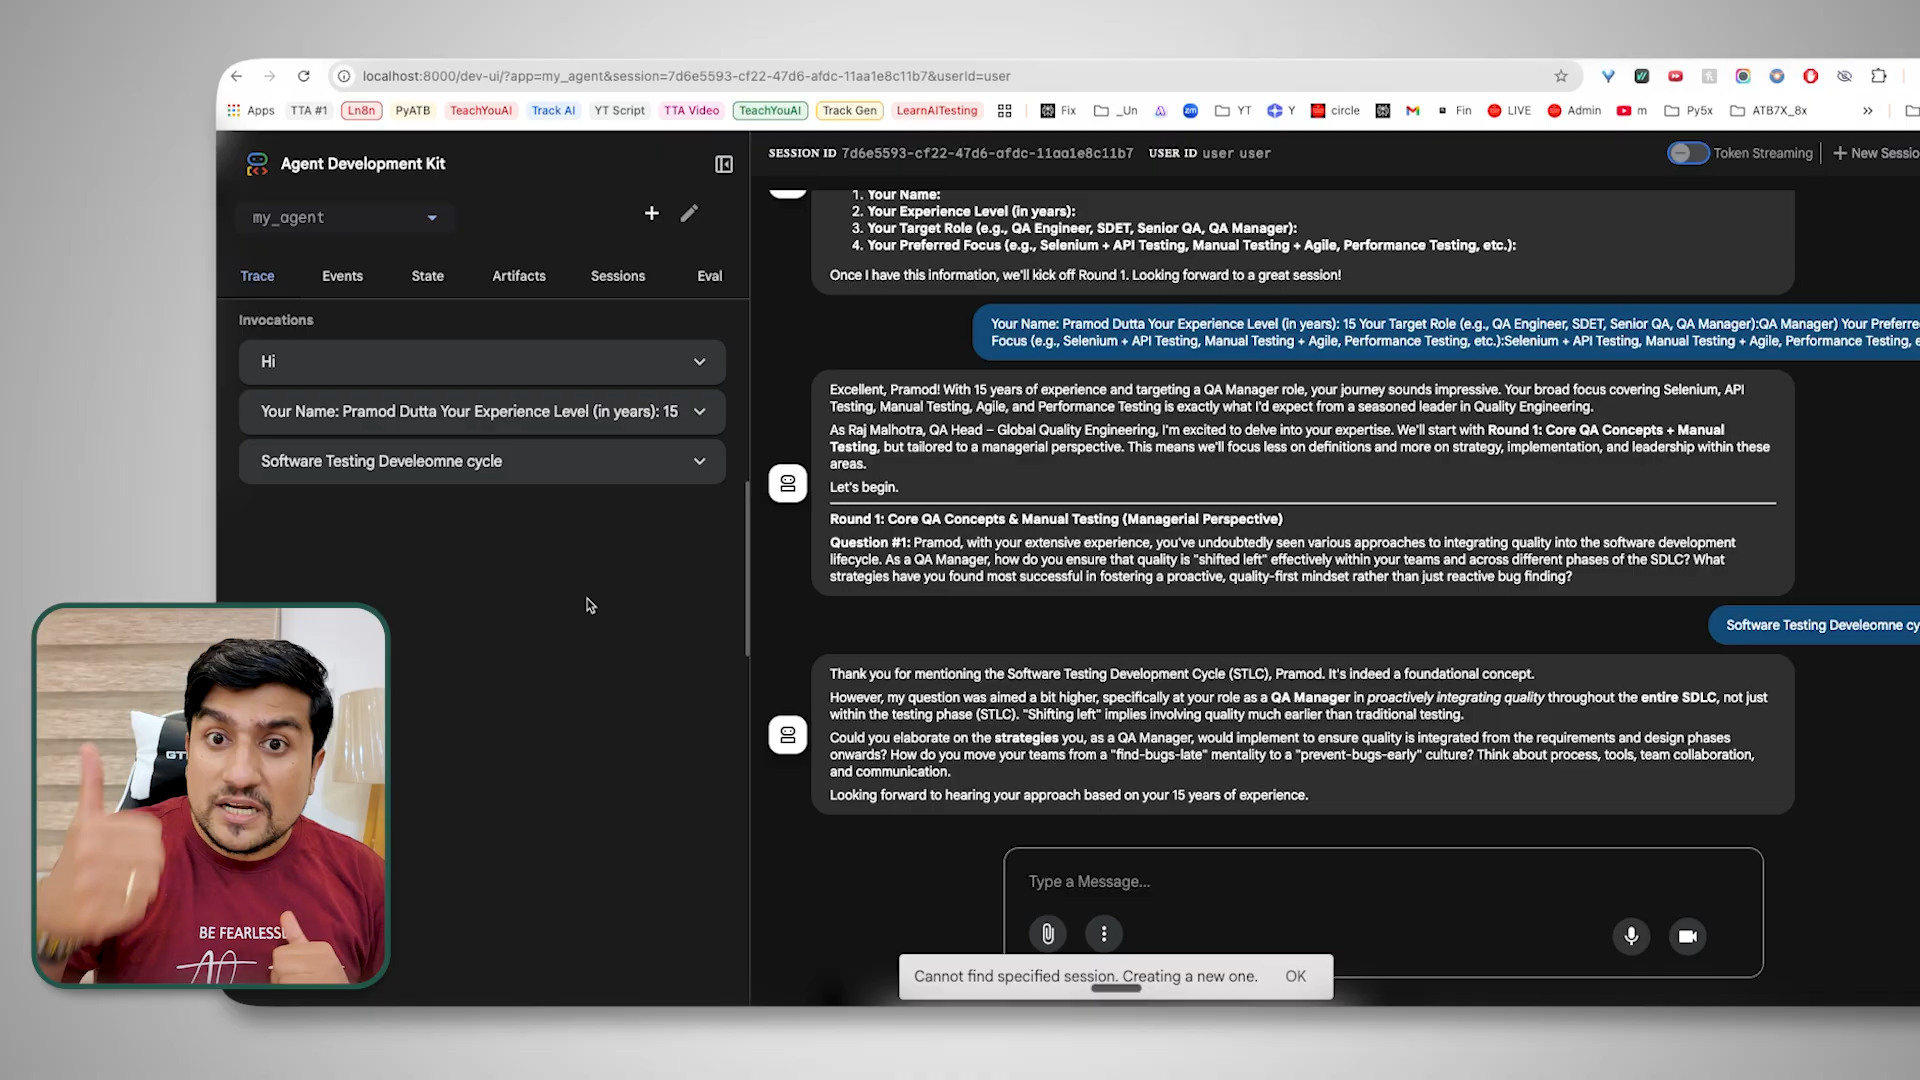 localhost:8000/dev-ui/?app=my_agent&session=7d6e5593-cf22-47d6-afdc-11aa1e8c11b7&userId=user
Apps TTA #1 Ln8n PyATB TeachYouAI Track AI YT Script TTA Video TeachYouAI Track Gen LearnAITesting Fix _Un zm YT Y circle Fin LIVE Admin m Py5x ATB7X_8x »
Agent Development Kit
my_agent
Trace Events State Artifacts Sessions Eval
Invocations
Hi
Your Name: Pramod Dutta Your Experience Level (in years): 15
Software Testing Develeomne cycle
SESSION ID 7d6e5593-cf22-47d6-afdc-11aa1e8c11b7 USER ID user user
Token Streaming + New Sessio
1. Your Name:
2. Your Experience Level (in years):
3. Your Target Role (e.g., QA Engineer, SDET, Senior QA, QA Manager):
4. Your Preferred Focus (e.g., Selenium + API Testing, Manual Testing + Agile, Performance Testing, etc.):
Once I have this information, we'll kick off Round 1. Looking forward to a great session!
Your Name: Pramod Dutta Your Experience Level (in years): 15 Your Target Role (e.g., QA Engineer, SDET, Senior QA, QA Manager):QA Manager) Your Preferred
Focus (e.g., Selenium + API Testing, Manual Testing + Agile, Performance Testing, etc.):Selenium + API Testing, Manual Testing + Agile, Performance Testing, e
Excellent, Pramod! With 15 years of experience and targeting a QA Manager role, your journey sounds impressive. Your broad focus covering Selenium, API
Testing, Manual Testing, Agile, and Performance Testing is exactly what I'd expect from a seasoned leader in Quality Engineering.
As Raj Malhotra, QA Head – Global Quality Engineering, I'm excited to delve into your expertise. We'll start with Round 1: Core QA Concepts + Manual
Testing, but tailored to a managerial perspective. This means we'll focus less on definitions and more on strategy, implementation, and leadership within these
areas.
Let's begin.
Round 1: Core QA Concepts & Manual Testing (Managerial Perspective)
Question #1: Pramod, with your extensive experience, you've undoubtedly seen various approaches to integrating quality into the software development
lifecycle. As a QA Manager, how do you ensure that quality is "shifted left" effectively within your teams and across different phases of the SDLC? What
strategies have you found most successful in fostering a proactive, quality-first mindset rather than just reactive bug finding?
Software Testing Develeomne cy
Thank you for mentioning the Software Testing Development Cycle (STLC), Pramod. It's indeed a foundational concept.
However, my question was aimed a bit higher, specifically at your role as a QA Manager in proactively integrating quality throughout the entire SDLC, not just
within the testing phase (STLC). "Shifting left" implies involving quality much earlier than traditional testing.
Could you elaborate on the strategies you, as a QA Manager, would implement to ensure quality is integrated from the requirements and design phases
onwards? How do you move your teams from a "find-bugs-late" mentality to a "prevent-bugs-early" culture? Think about process, tools, team collaboration,
and communication.
Looking forward to hearing your approach based on your 15 years of experience.
Type a Message...
Cannot find specified session. Creating a new one. OK
GT
BE FEARLESS